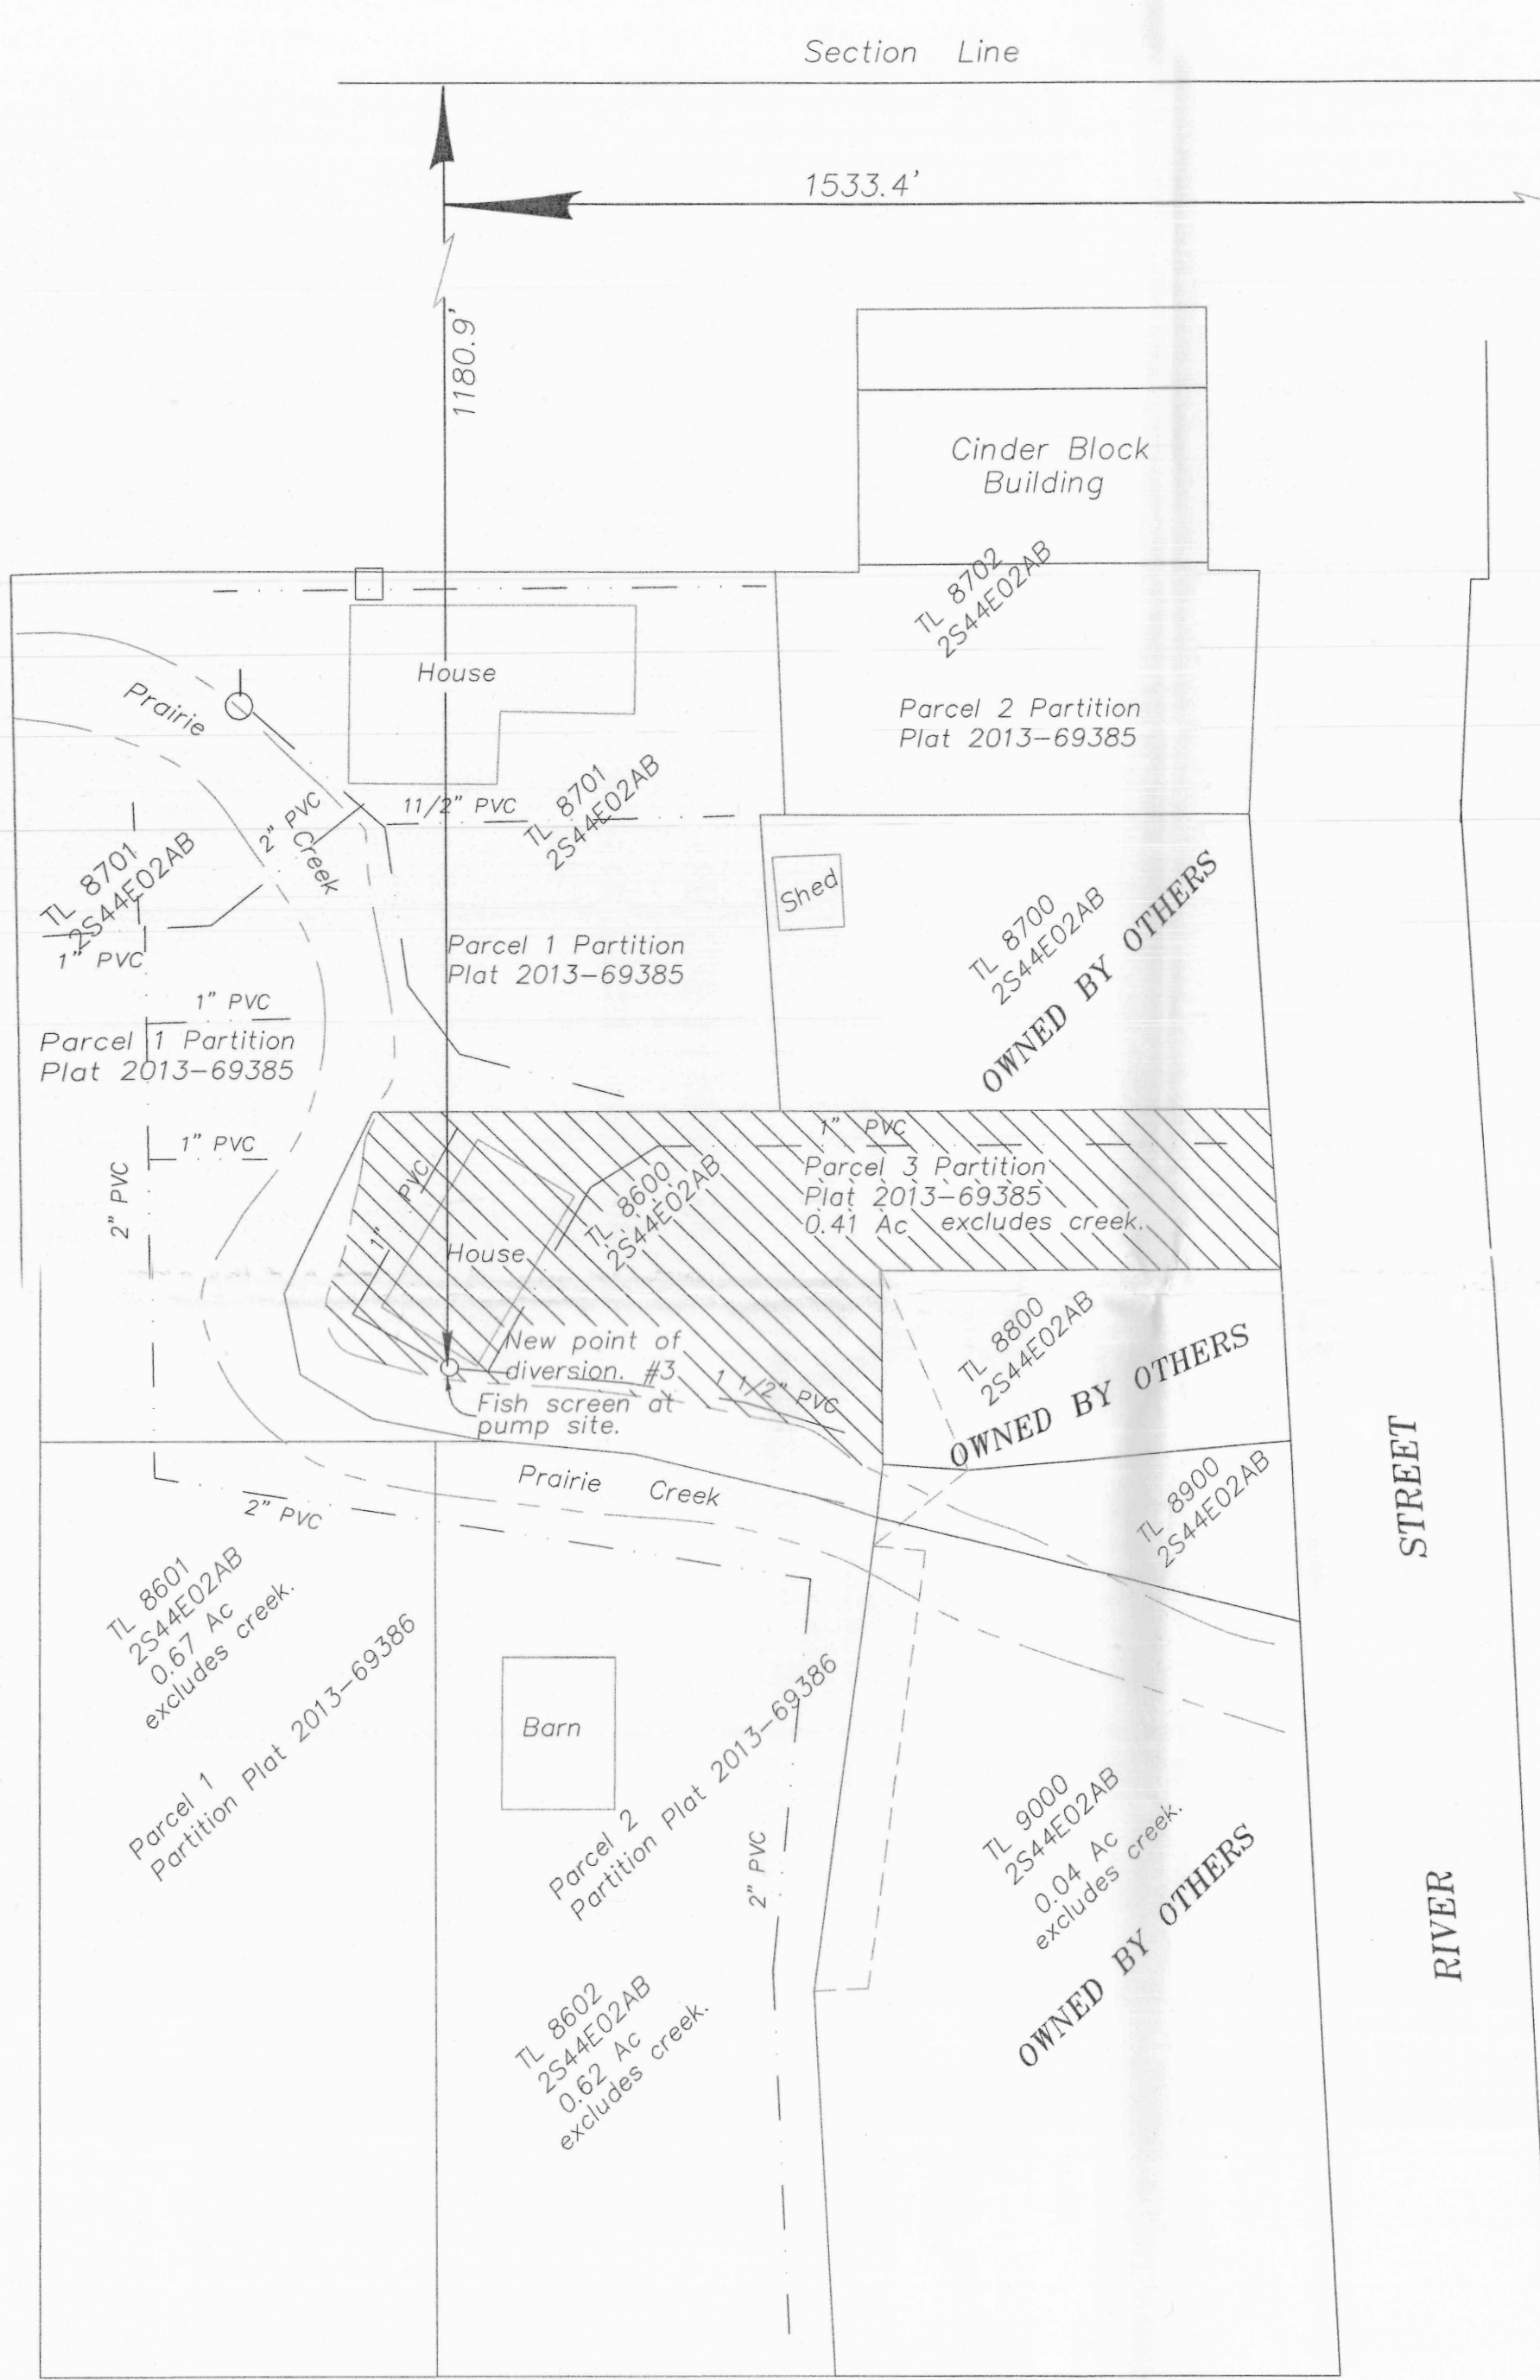 Section Line
1533.4'
1180.9'
Cinder Block
Building
TL 8702
2S44E02AB
House
Prairie
Creek
Parcel 2 Partition
Plat 2013-69385
TL 8701
2S44E02AB
11/2" PVC
2" PVC
TL 8701
2S44E02AB
1" PVC
Shed
TL 8700
2S44E02AB
OWNED BY OTHERS
Parcel 1 Partition
Plat 2013-69385
1" PVC
Parcel 1 Partition
Plat 2013-69385
1" PVC
2" PVC
1" PVC
1" PVC
TL 8600
2S44E02AB
Parcel 3 Partition
Plat 2013-69385
0.41 Ac excludes creek.
House
New point of
diversion. #3
Fish screen at
pump site.
1 1/2" PVC
TL 8800
2S44E02AB
OWNED BY OTHERS
Prairie Creek
2" PVC
TL 8900
2S44E02AB
TL 8601
2S44E02AB
0.67 Ac
excludes creek.
Parcel 1
Partition Plat 2013-69386
Barn
Parcel 2
Partition Plat 2013-69386
2" PVC
TL 8602
2S44E02AB
0.62 Ac
excludes creek.
TL 9000
2S44E02AB
0.04 Ac
excludes creek.
OWNED BY OTHERS
RIVER STREET